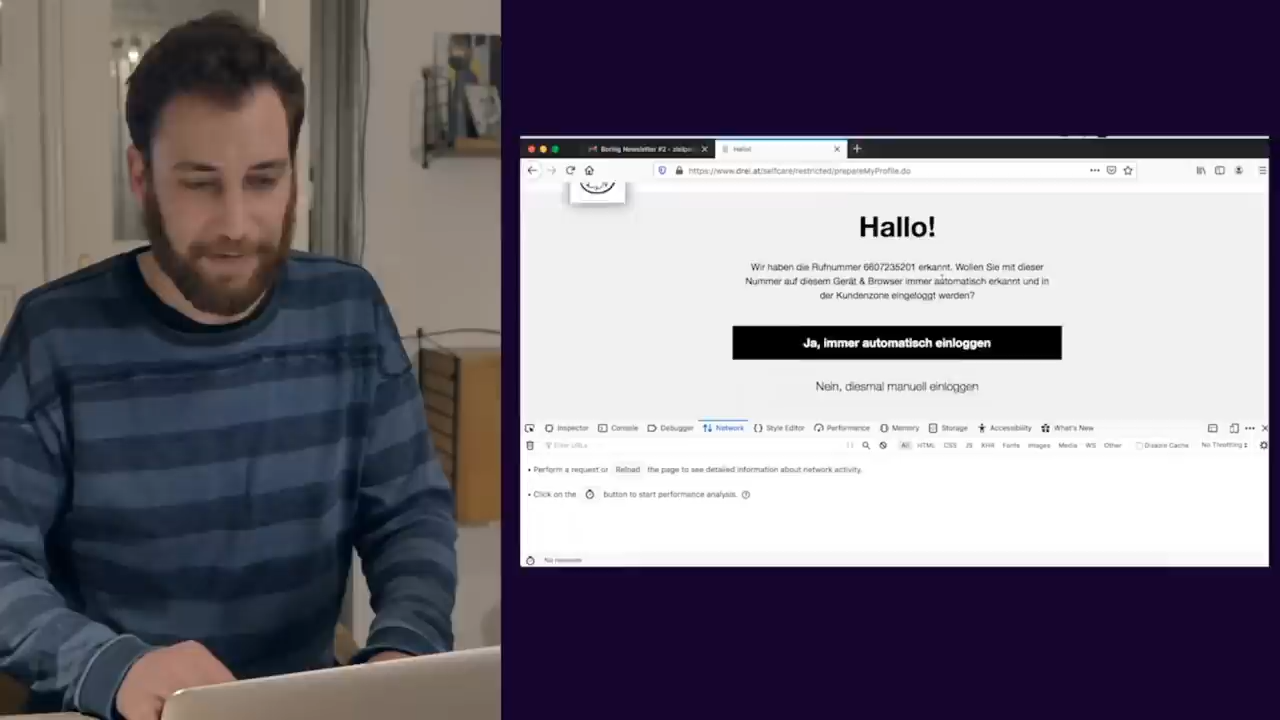 Boring Newsletter #2 -
Hallo!
https://www.drei.at/selfcare/restricted/prepareMyProfile.do
Hallo!
Wir haben die Rufnummer 6607235201 erkannt. Wollen Sie mit dieser
Nummer auf diesem Gerät & Browser immer automatisch erkannt und in
der Kundenzone eingeloggt werden?
Ja, immer automatisch einloggen
Nein, diesmal manuell einloggen
Inspector Console Debugger Network Style Editor Performance Memory Storage Accessibility What's New
Filter URLs All HTML CSS JS XHR Fonts Images Media WS Other Disable Cache No Throttling
• Perform a request or Reload the page to see detailed information about network activity.
• Click on the button to start performance analysis.
No requests